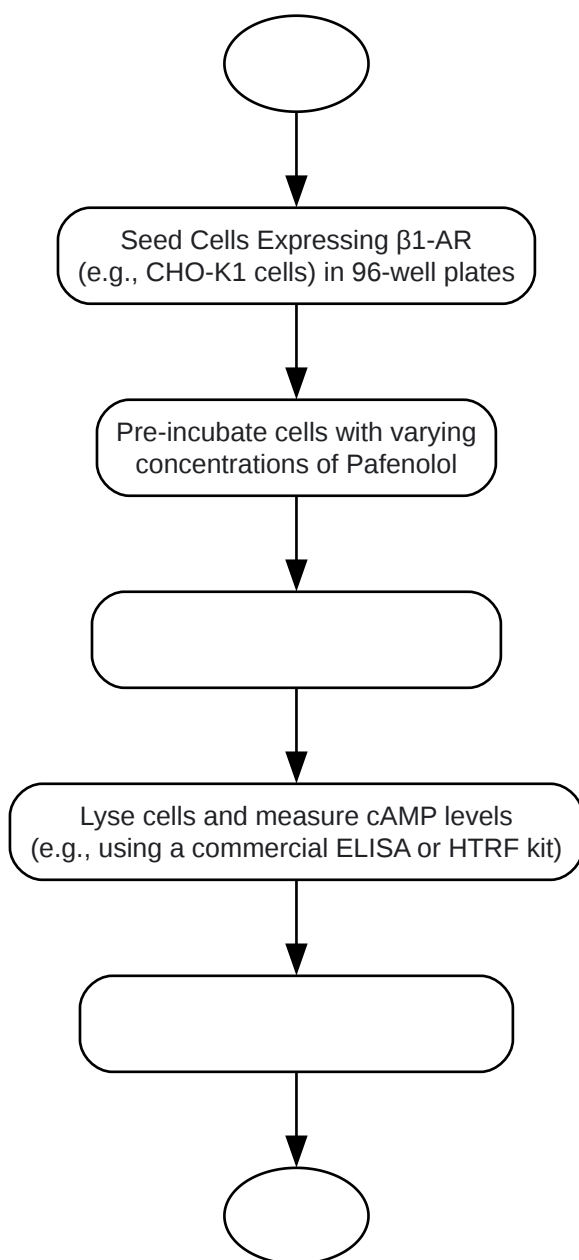 Seed Cells Expressing β1-AR
(e.g., CHO-K1 cells) in 96-well plates
Pre-incubate cells with varying
concentrations of Pafenolol
Lyse cells and measure cAMP levels
(e.g., using a commercial ELISA or HTRF kit)